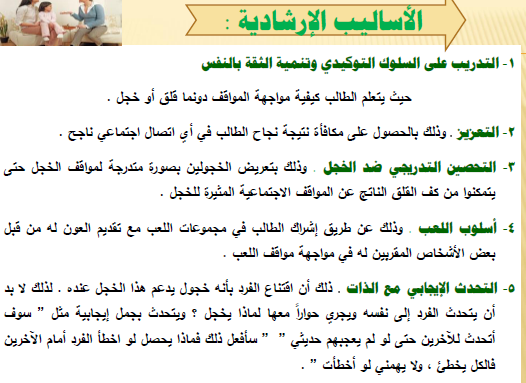 الأساليب الإرشادية :
١- التدريب على السلوك التوكيدي وتنمية الثقة بالنفس
حيث يتعلم الطالب كيفية مواجهة المواقف دونما قلق أو خجل .
٢- التعزيز . وذلك بالحصول على مكافأة نتيجة نجاح الطالب في أي اتصال اجتماعي ناجح .
٣- التحصين التدريجي ضد الخجل . وذلك بتعريض الخجولين بصورة متدرجة لمواقف الخجل حتى
يتمكنوا من كف القلق الناتج عن المواقف الاجتماعية المثيرة للخجل .
٤- أسلوب اللعب . وذلك عن طريق إشراك الطالب في مجموعات اللعب مع تقديم العون له من قبل
بعض الأشخاص المقربين له في مواجهة مواقف اللعب .
٥- التحدث الإيجابي مع الذات . ذلك أن اقتناع الفرد بأنه خجول يدعم هذا الخجل عنده . لذلك لا بد
أن يتحدث الفرد إلى نفسه ويجري حواراً معها لماذا يخجل ؟ ويتحدث بجمل إيجابية مثل " سوف
أتحدث للآخرين حتى لو لم يعجبهم حديثي " " سأفعل ذلك فماذا يحصل لو اخطأ الفرد أمام الآخرين
فالكل يخطئ ، ولا يهمني لو أخطأت " .